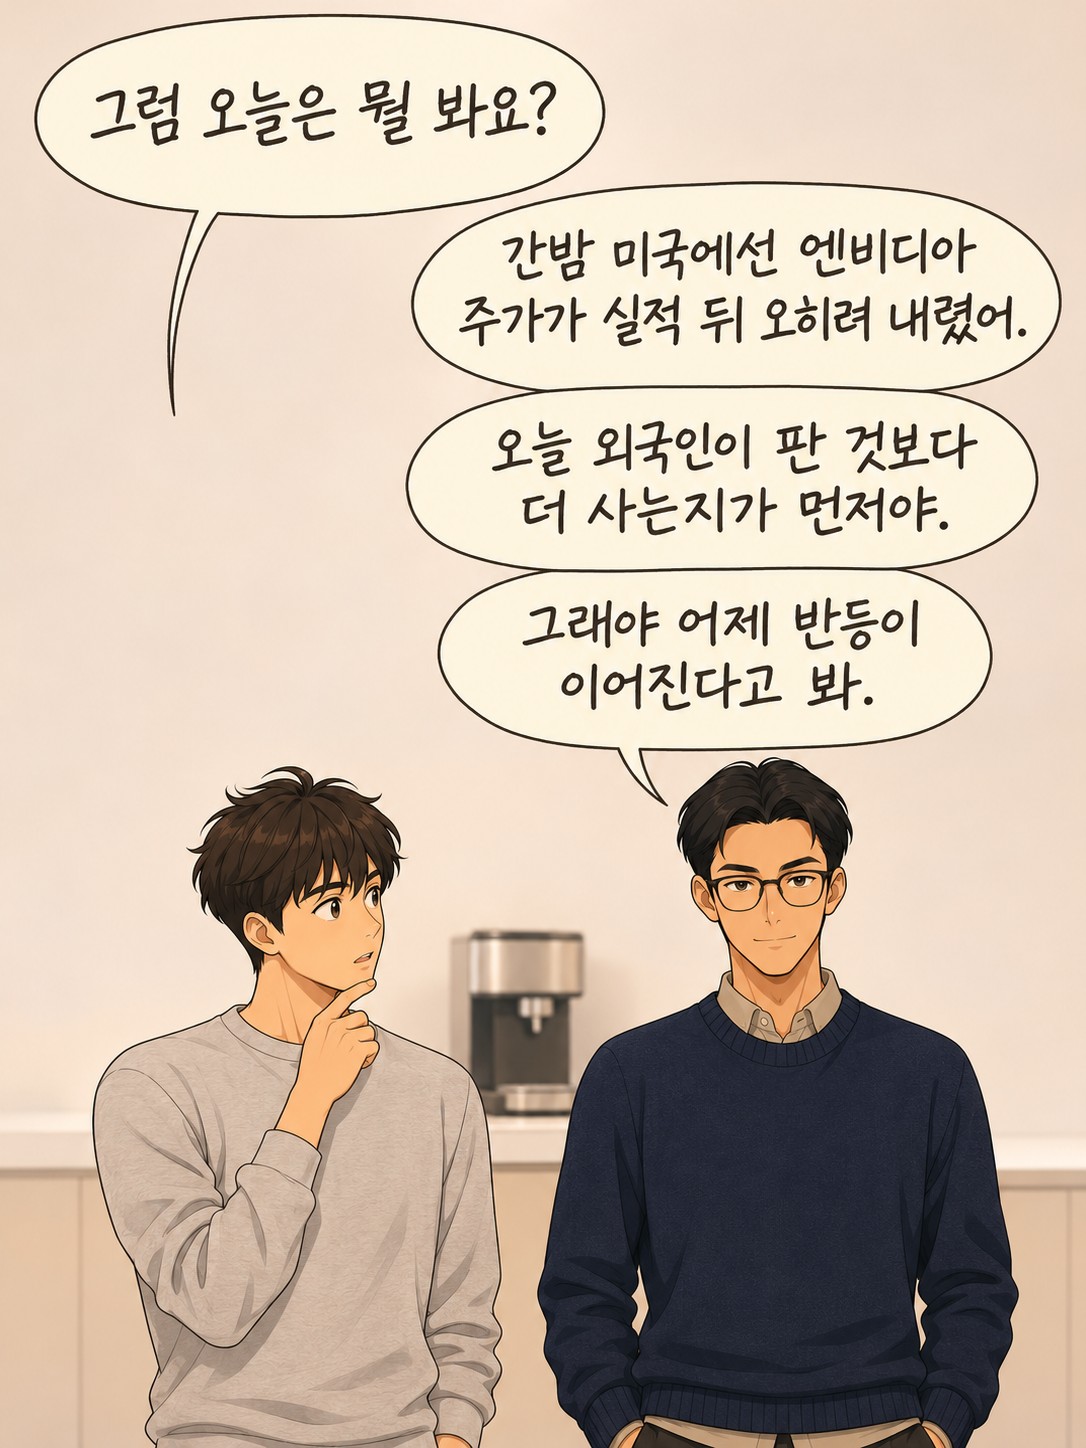 그럼 오늘은 뭘 봐요?
간밤 미국에선 엔비디아
주가가 실적 뒤 오히려 내렸어.
오늘 외국인이 판 것보다
더 사는지가 먼저야.
그래야 어제 반등이
이어진다고 봐.